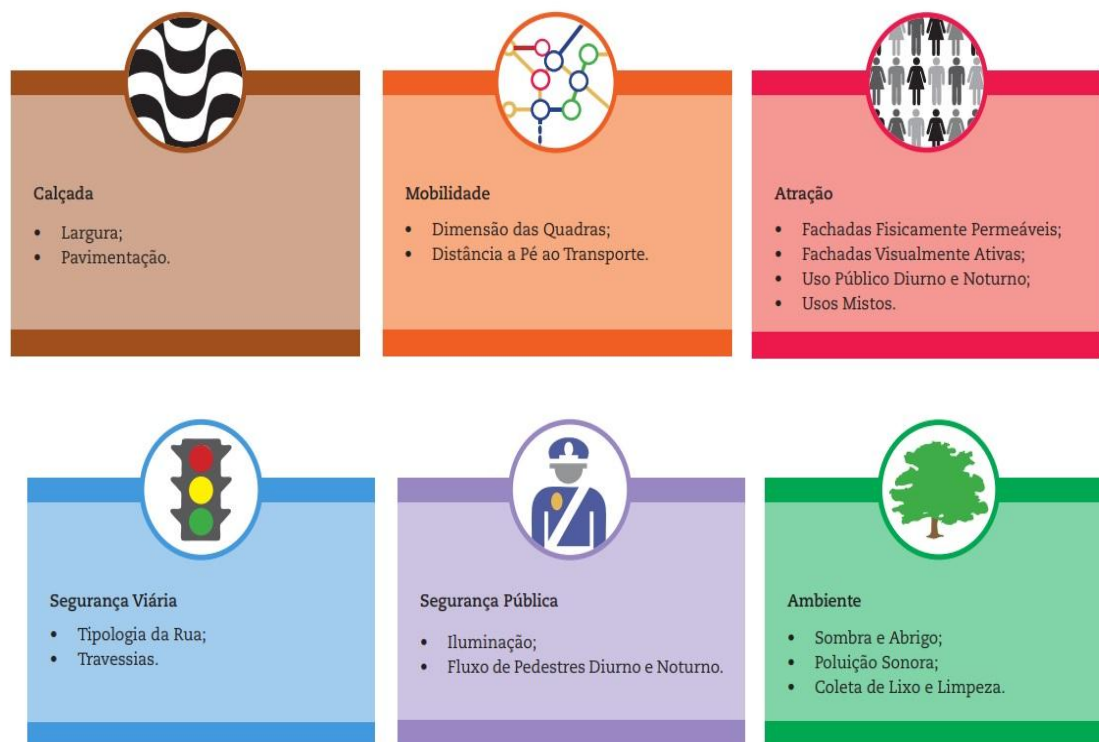 Calçada
• Largura;
• Pavimentação.
Mobilidade
• Dimensão das Quadras;
• Distância a Pé ao Transporte.
Atração
• Fachadas Fisicamente Permeáveis;
• Fachadas Visualmente Ativas;
• Uso Público Diurno e Noturno;
• Usos Mistos.
Segurança Viária
• Tipologia da Rua;
• Travessias.
Segurança Pública
• Iluminação;
• Fluxo de Pedestres Diurno e Noturno.
Ambiente
• Sombra e Abrigo;
• Poluição Sonora;
• Coleta de Lixo e Limpeza.